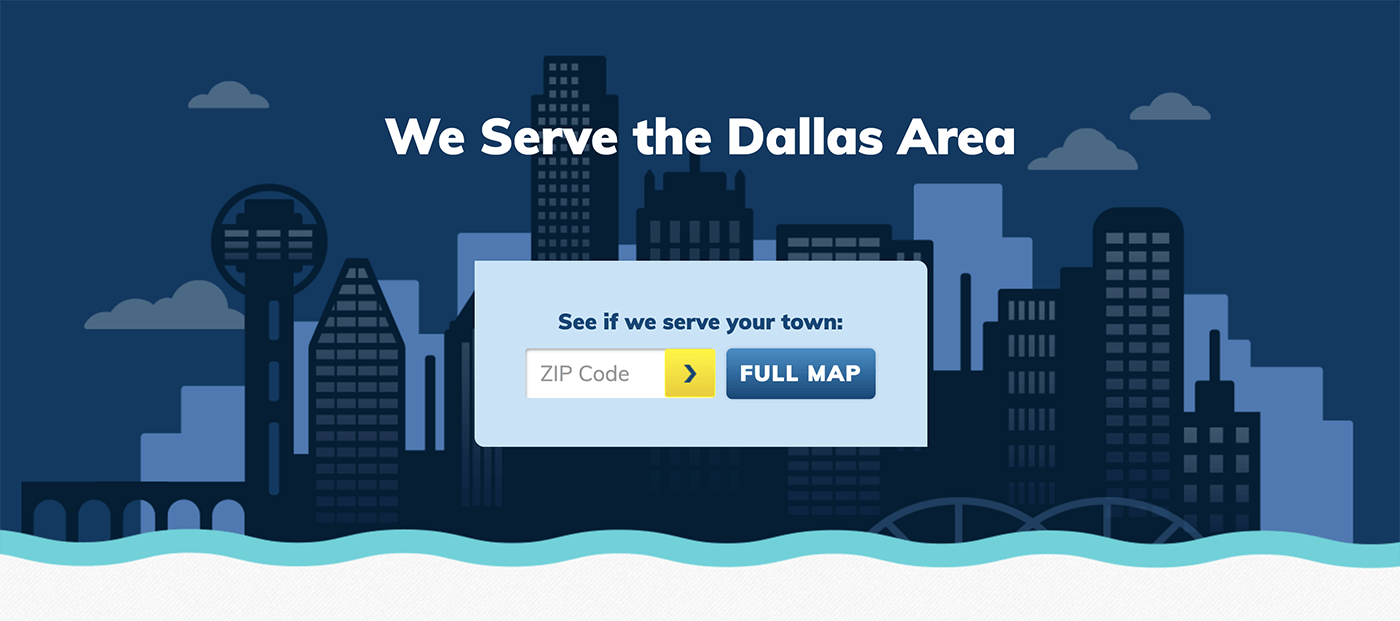 We Serve the Dallas Area
See if we serve your town:
ZIP Code ❯ FULL MAP